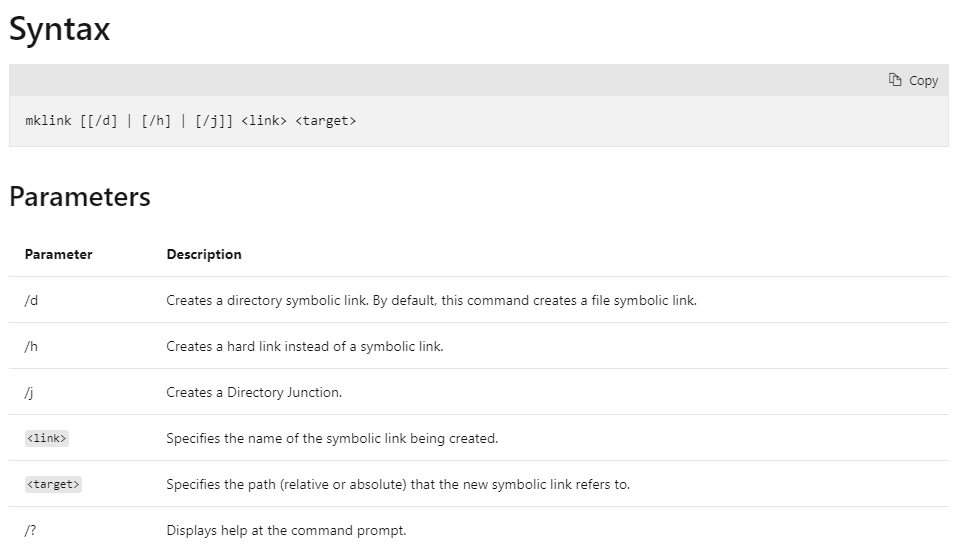 Syntax
Copy
mklink [[/d] | [/h] | [/j]] <link> <target>
Parameters
Parameter Description
/d Creates a directory symbolic link. By default, this command creates a file symbolic link.
/h Creates a hard link instead of a symbolic link.
/j Creates a Directory Junction.
<link> Specifies the name of the symbolic link being created.
<target> Specifies the path (relative or absolute) that the new symbolic link refers to.
/? Displays help at the command prompt.